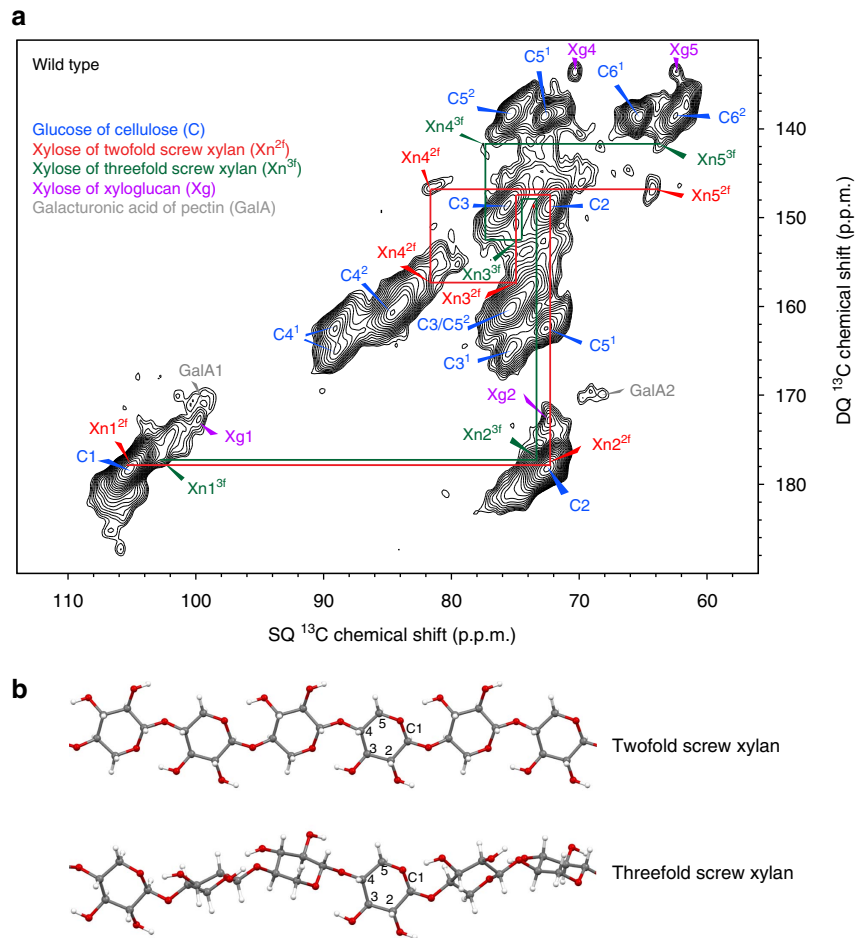 a
Wild type
Glucose of cellulose (C)
Xylose of twofold screw xylan (Xn²ᶠ)
Xylose of threefold screw xylan (Xn³ᶠ)
Xylose of xyloglucan (Xg)
Galacturonic acid of pectin (GalA)
Xg4
Xg5
C5¹
C6¹
C5²
C6²
Xn4³ᶠ
Xn5³ᶠ
Xn4²ᶠ
Xn5²ᶠ
C3
C2
Xn4²ᶠ
Xn3³ᶠ
C4²
Xn3²ᶠ
C3/C5²
C4¹
C5¹
C3¹
GalA1
Xg2
GalA2
Xn1²ᶠ
Xg1
Xn2³ᶠ
Xn2²ᶠ
C1
Xn1³ᶠ
C2
140
150
160
170
180
DQ ¹³C chemical shift (p.p.m.)
110 100 90 80 70 60
SQ ¹³C chemical shift (p.p.m.)
b
5
C1
4
3
2
Twofold screw xylan
5
C1
4
3
2
Threefold screw xylan